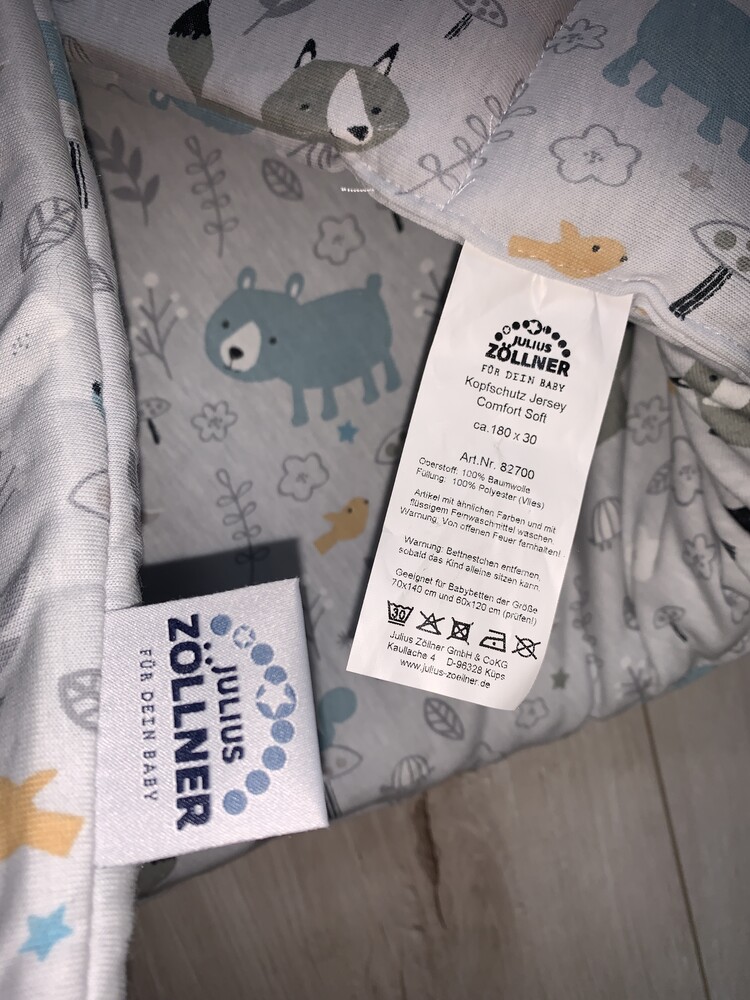 JULIUS
ZÖLLNER
FÜR DEIN BABY
Kopfschutz Jersey
Comfort Soft
ca.180 x 30
Art.Nr. 82700
Oberstoff: 100% Baumwolle
Füllung: 100% Polyester (Vlies)
Artikel mit ähnlichen Farben und mit
flüssigem Feinwaschmittel waschen.
Warnung: Von offenen Feuer fernhalten!
Warnung: Bettnestchen entfernen,
sobald das Kind alleine sitzen kann.
Geeignet für Babybetten der Größe
70x140 cm und 60x120 cm (prüfen!)
30
Julius Zöllner GmbH & CoKG
Kaullache 4 D-96328 Küps
www.julius-zoellner.de
JULIUS
ZÖLLNER
FÜR DEIN BABY